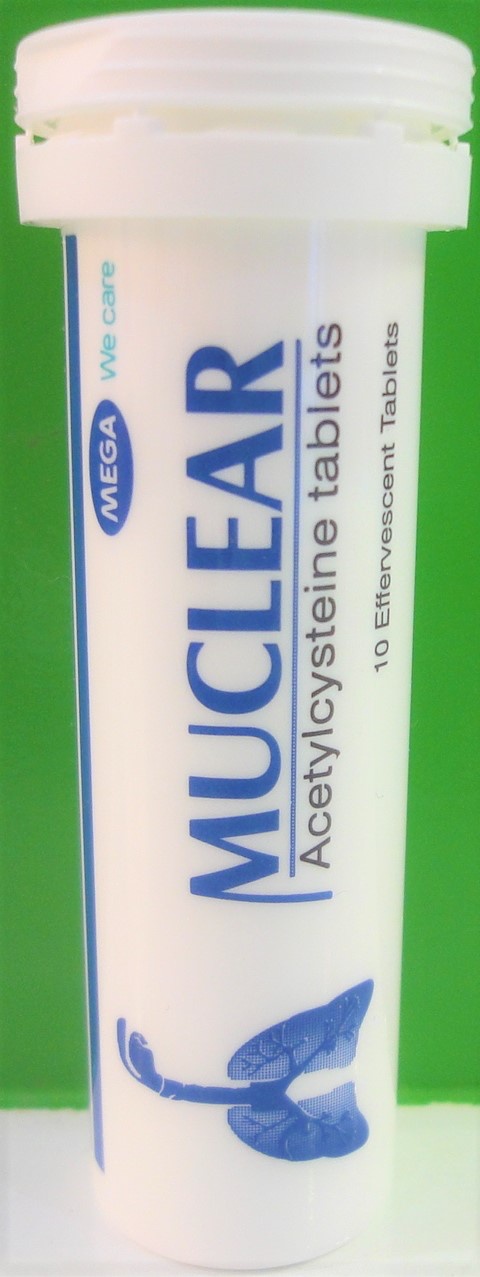 MEGA We care
MUCLEAR
Acetylcysteine tablets
10 Effervescent Tablets